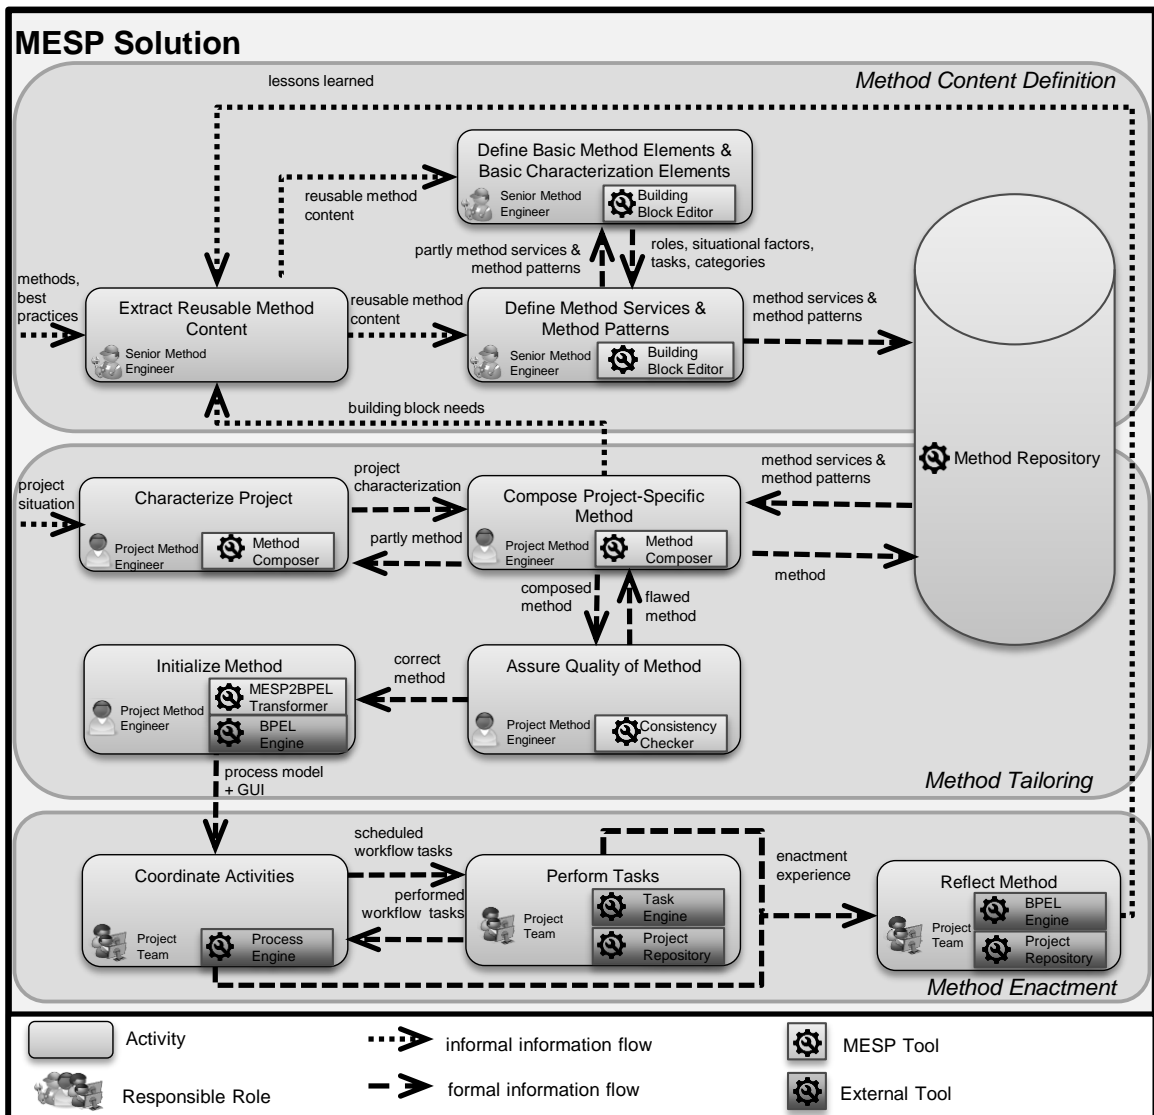 MESP Solution
lessons learned
Method Content Definition
Define Basic Method Elements &
Basic Characterization Elements
Senior Method
Engineer
Building
Block Editor
reusable method
content
partly method services &
method patterns
roles, situational factors,
tasks, categories
methods,
best
practices
Extract Reusable Method
Content
Senior Method
Engineer
reusable method
content
Define Method Services &
Method Patterns
Senior Method
Engineer
Building
Block Editor
method services &
method patterns
building block needs
Method Repository
project
situation
Characterize Project
Project Method
Engineer
Method
Composer
project
characterization
partly method
Compose Project-Specific
Method
Project Method
Engineer
Method
Composer
method services &
method patterns
method
composed
method
flawed
method
Initialize Method
Project Method
Engineer
MESP2BPEL
Transformer
BPEL
Engine
correct
method
Assure Quality of Method
Project Method
Engineer
Consistency
Checker
process model
+ GUI
Method Tailoring
Coordinate Activities
Project
Team
Process
Engine
scheduled
workflow tasks
performed
workflow tasks
Perform Tasks
Project
Team
Task
Engine
Project
Repository
enactment
experience
Reflect Method
Project
Team
BPEL
Engine
Project
Repository
Method Enactment
Activity
informal information flow
MESP Tool
Responsible Role
formal information flow
External Tool